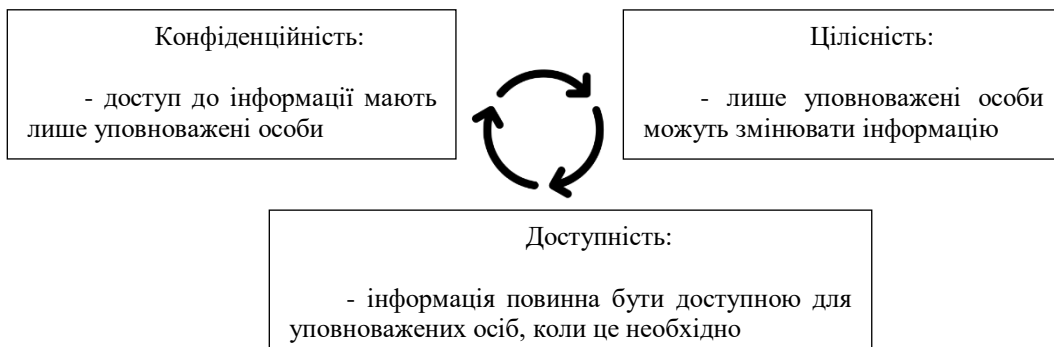 Конфіденційність:
- доступ до інформації мають
лише уповноважені особи
Цілісність:
- лише уповноважені особи
можуть змінювати інформацію
Доступність:
- інформація повинна бути доступною для
уповноважених осіб, коли це необхідно